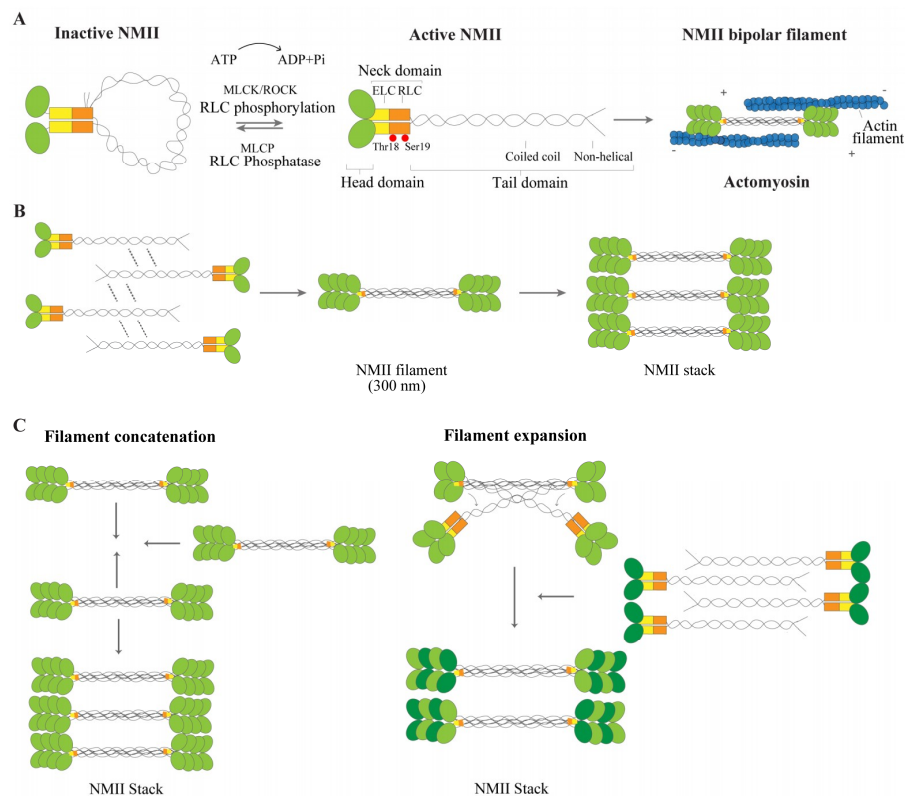 A
Inactive NMII
ATP
ADP+Pi
MLCK/ROCK
RLC phosphorylation
MLCP
RLC Phosphatase
Active NMII
Neck domain
ELC
RLC
Thr18
Ser19
Coiled coil
Non-helical
Head domain
Tail domain
NMII bipolar filament
+
-
Actin
filament
-
+
Actomyosin
B
NMII filament
(300 nm)
NMII stack
C
Filament concatenation
NMII Stack
Filament expansion
NMII Stack